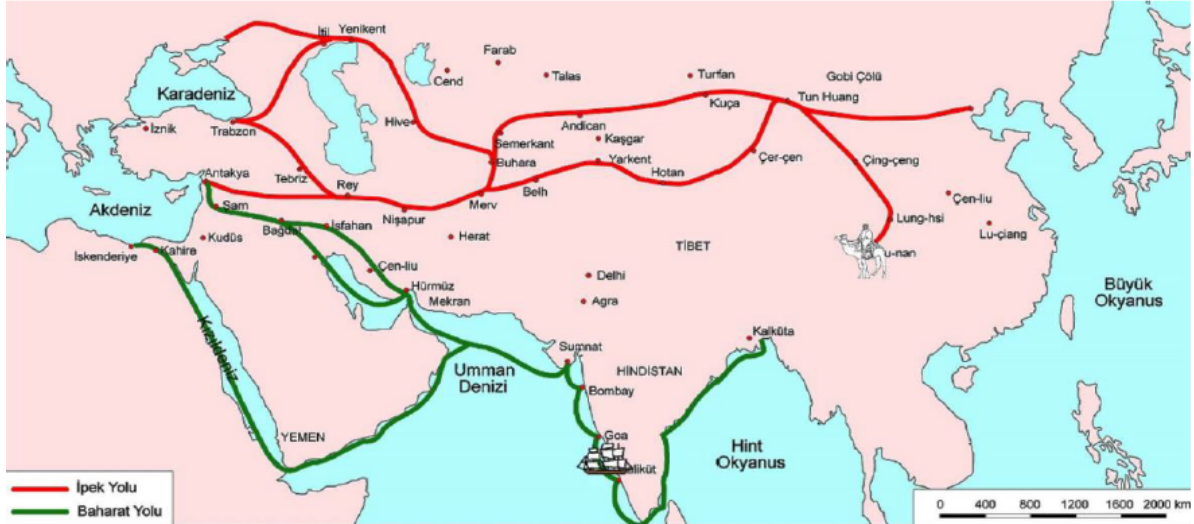 İtil
Yenikent
Farab
Cend
Talas
Turfan
Gobi Çölü
Karadeniz
Kuça
Tun Huang
İznik
Trabzon
Hive
Andican
Semerkant
Kaşgar
Buhara
Yarkent
Çer-çen
Çing-çeng
Antakya
Tebriz
Rey
Belh
Hotan
Merv
Çen-liu
Akdeniz
Şam
Nişapur
Lung-hsi
Bağdat
İsfahan
Herat
Lu-çiang
Kudüs
İskenderiye
Kahire
TİBET
u-nan
Çen-liu
Delhi
Hürmüz
Mekran
Agra
Büyük
Okyanus
Kızıldeniz
Kalküta
Sumnat
Umman
Denizi
HİNDİSTAN
Bombay
YEMEN
Goa
Hint
Okyanus
aliküt
İpek Yolu
Baharat Yolu
0 400 800 1200 1600 2000 km